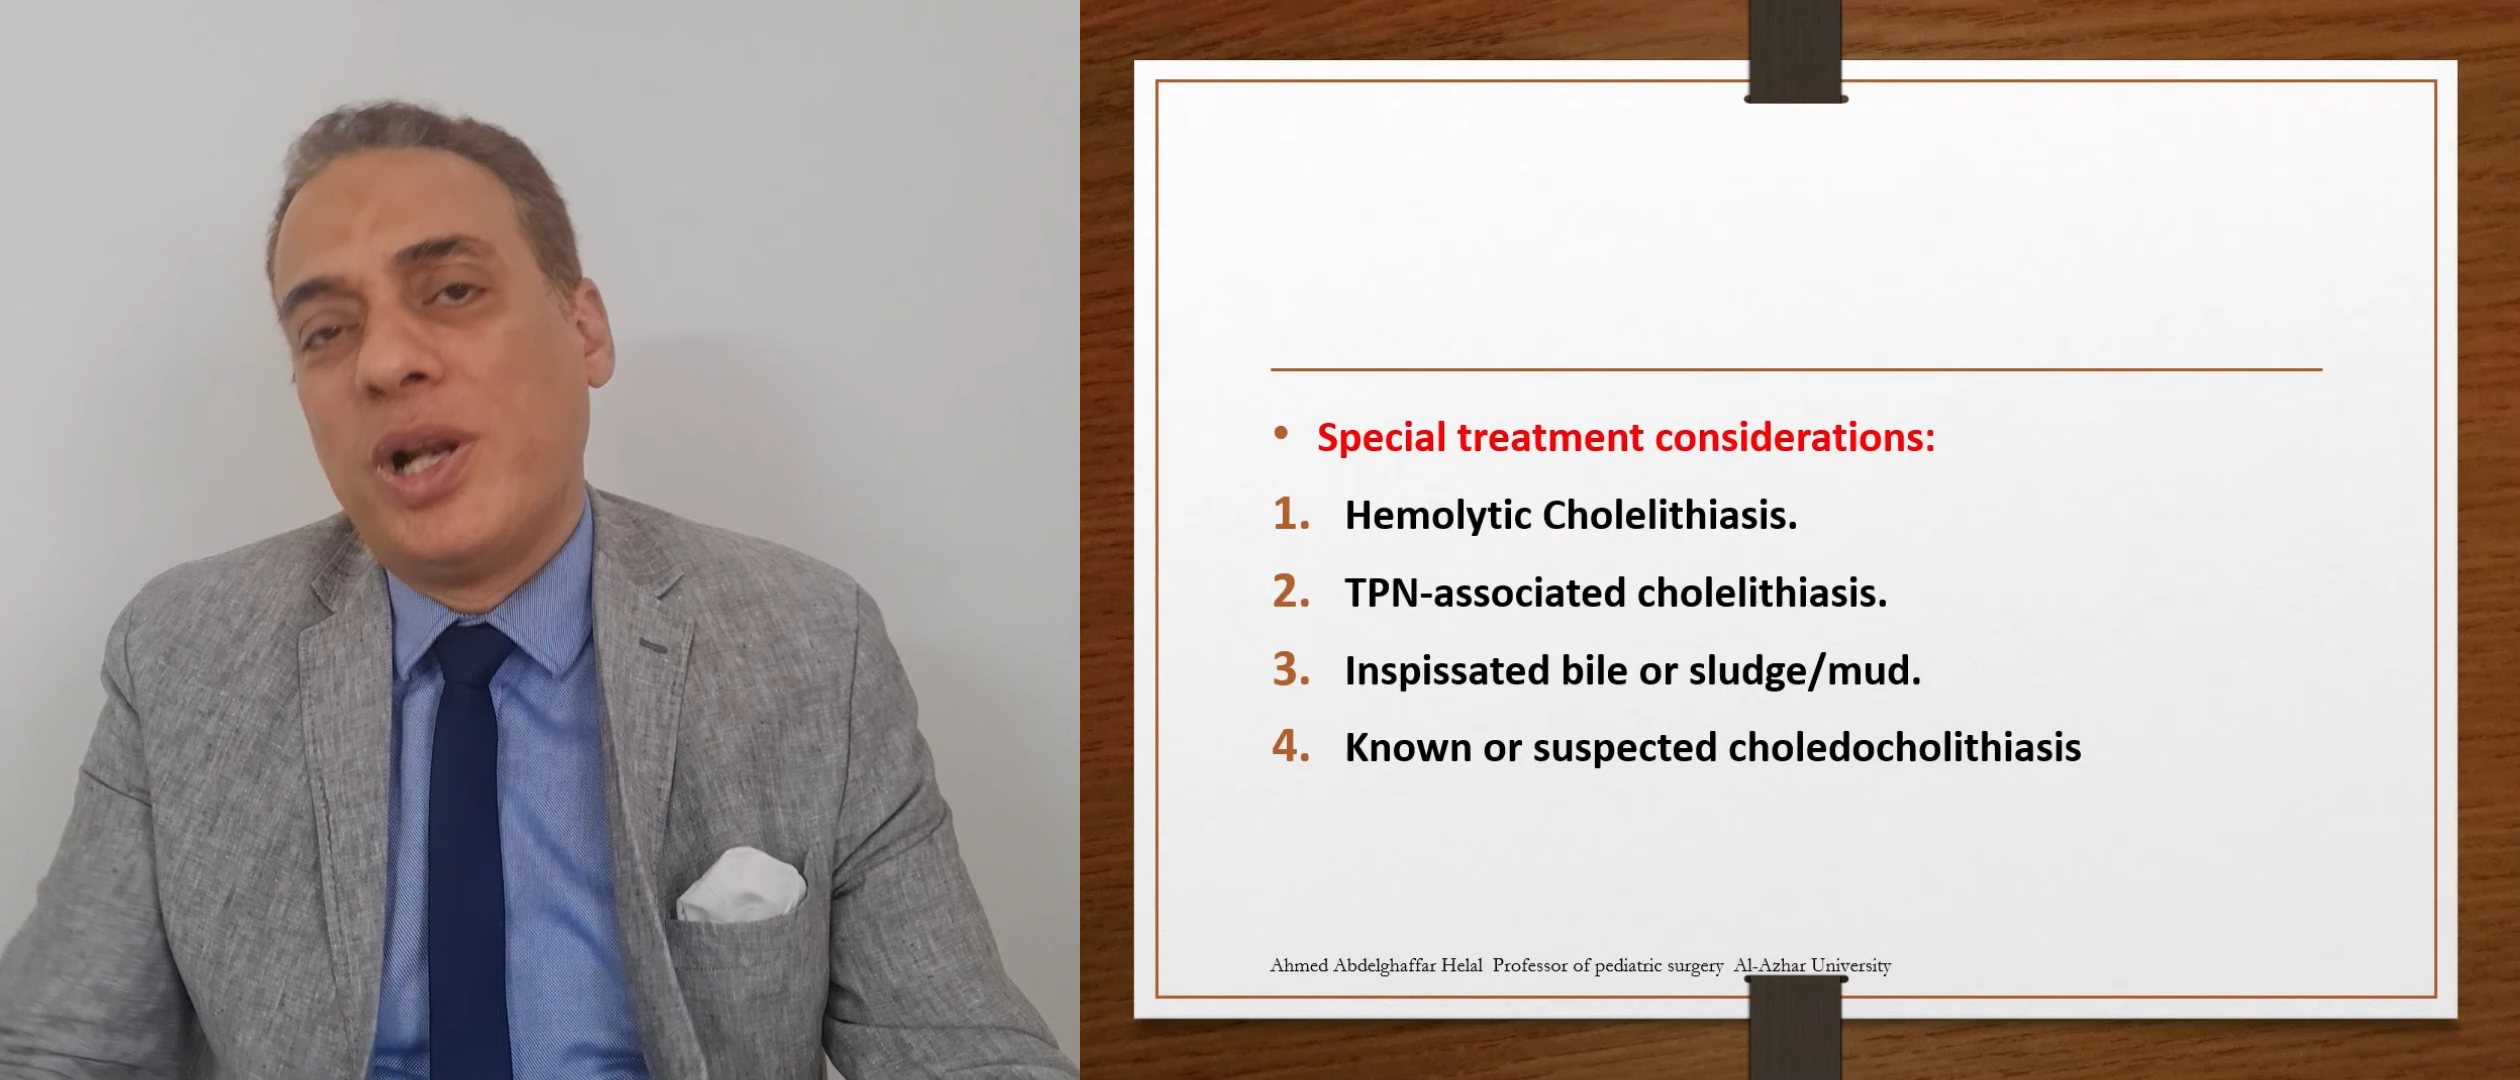 • Special treatment considerations:
1. Hemolytic Cholelithiasis.
2. TPN-associated cholelithiasis.
3. Inspissated bile or sludge/mud.
4. Known or suspected choledocholithiasis
Ahmed Abdelghaffar Helal Professor of pediatric surgery Al-Azhar University